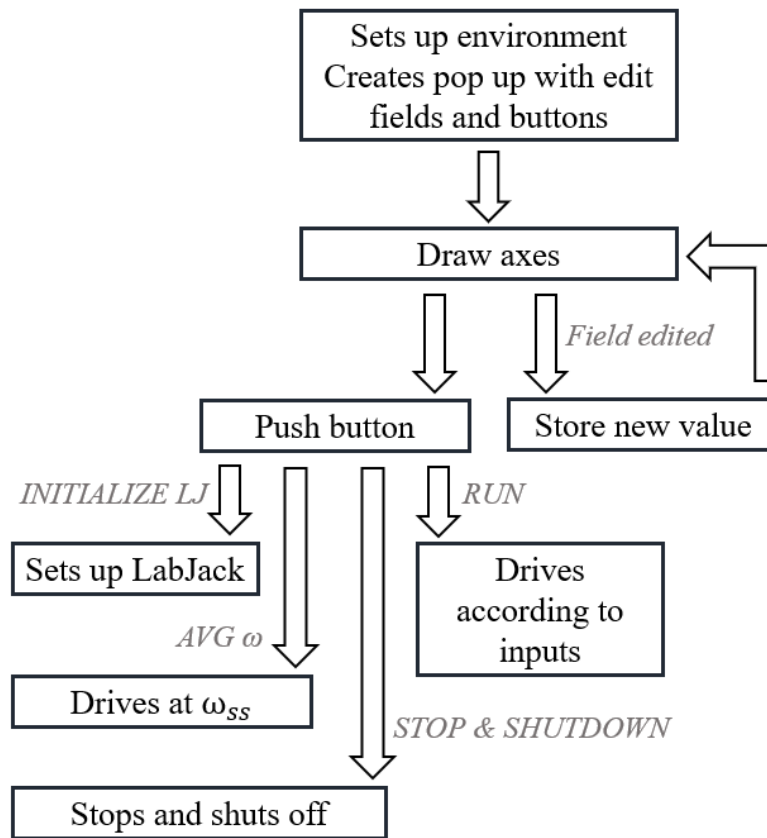 Sets up environment
Creates pop up with edit
fields and buttons
Draw axes
Field edited
Push button
Store new value
INITIALIZE LJ
RUN
Sets up LabJack
Drives
according to
inputs
AVG ω
Drives at ωss
STOP & SHUTDOWN
Stops and shuts off